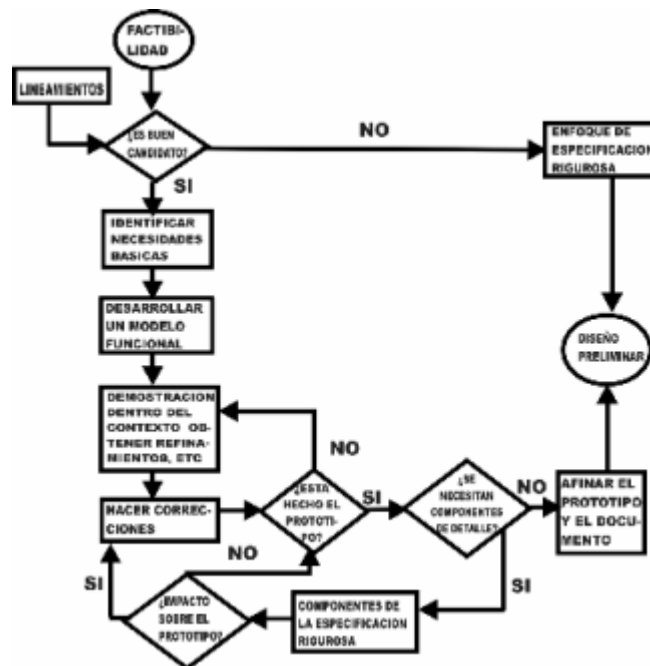 FACTIBI-
LIDAD
LINEAMIENTOS
¿ES BUEN
CANDIDATO?
NO
ENFOQUE DE
ESPECIFICACION
RIGUROSA
SI
IDENTIFICAR
NECESIDADES
BASICAS
DESARROLLAR
UN MODELO
FUNCIONAL
DISEÑO
PRELIMINAR
DEMOSTRACION
DENTRO DEL
CONTEXTO OB-
TENER REFINA-
MIENTOS, ETC
NO
HACER CORREC-
CIONES
¿ESTA
HECHO EL
PROTOTI-
PO?
SI
¿SE
NECESITAN
COMPONENTES
DE DETALLE?
NO
AFINAR EL
PROTOTIPO
Y EL DOCU-
MENTO
NO
SI
SI
¿IMPACTO
SOBRE EL
PROTOTIPO?
COMPONENTES DE
LA ESPECIFICACION
RIGUROSA